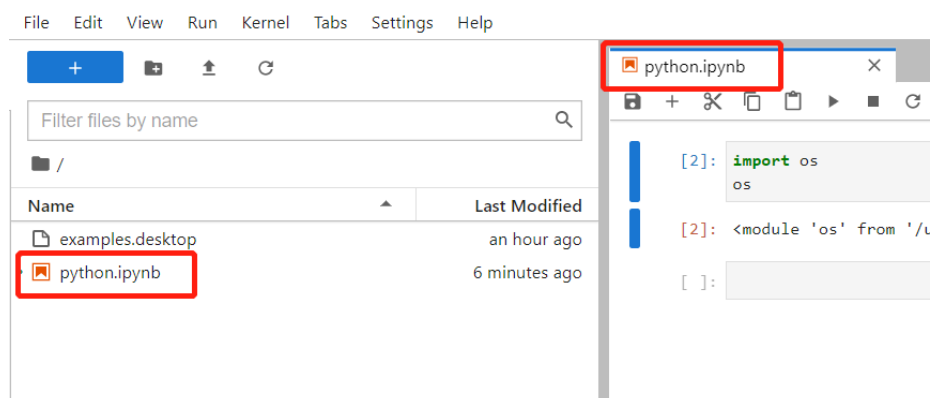 File Edit View Run Kernel Tabs Settings Help
Filter files by name
/
Name Last Modified
examples.desktop an hour ago
python.ipynb 6 minutes ago
python.ipynb
[2]: import os
os
[2]: <module 'os' from '/u
[ ]: